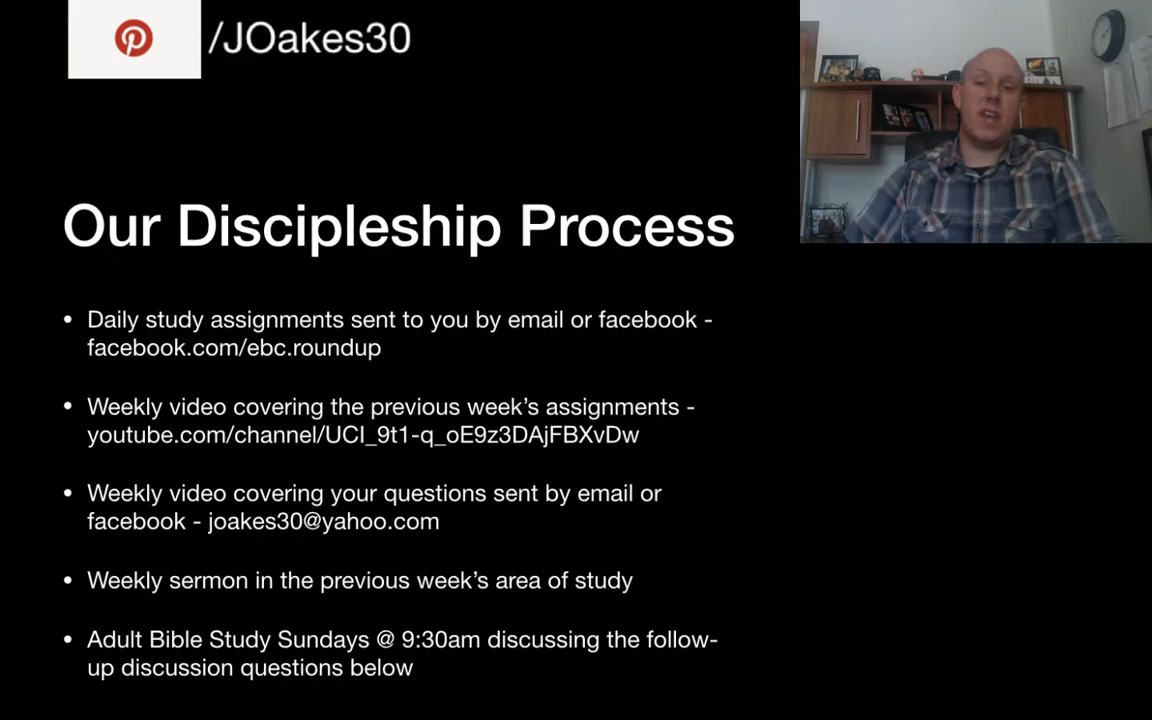 /JOakes30
Our Discipleship Process
• Daily study assignments sent to you by email or facebook -
facebook.com/ebc.roundup
• Weekly video covering the previous week’s assignments -
youtube.com/channel/UCI_9t1-q_oE9z3DAjFBXvDw
• Weekly video covering your questions sent by email or
facebook - joakes30@yahoo.com
• Weekly sermon in the previous week’s area of study
• Adult Bible Study Sundays @ 9:30am discussing the follow-
up discussion questions below